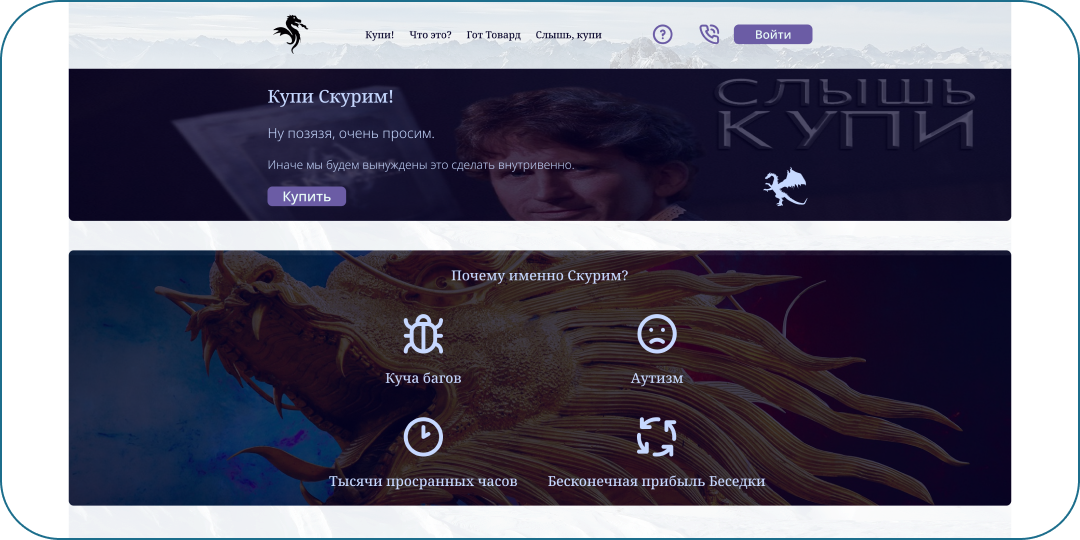 Купи! Что это? Гот Товард Слышь, купи Войти
СЛЫШЬ
КУПИ
Купи Скурим!
Ну позязя, очень просим.
Иначе мы будем вынуждены это сделать внутривенно.
Купить
Почему именно Скурим?
Куча багов
Аутизм
Тысячи просранных часов
Бесконечная прибыль Беседки